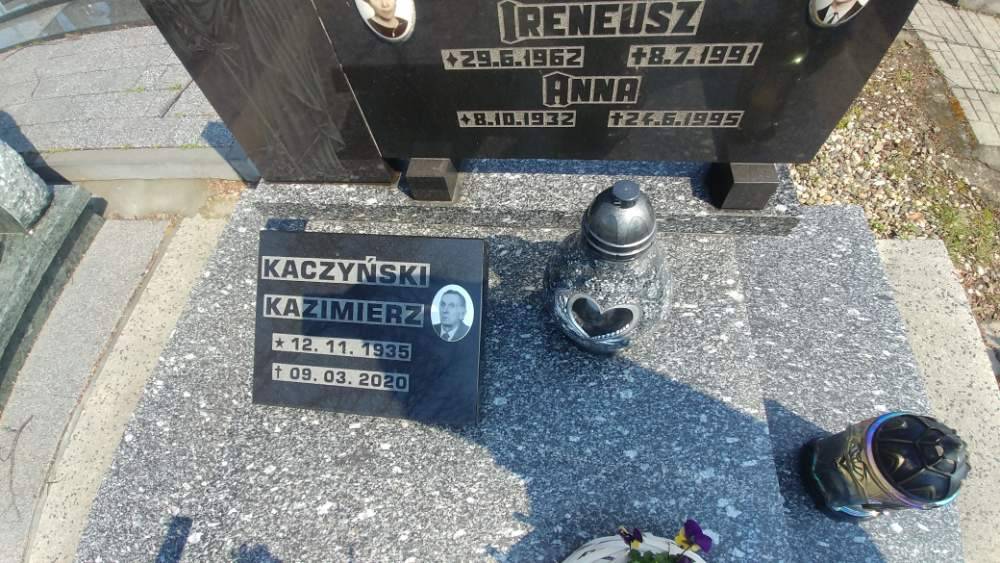 IRENEUSZ
✦29.6.1962 ✝8.7.1991
ANNA
✦8.10.1932 ✝24.6.1995
KACZYŃSKI
KAZIMIERZ
★ 12. 11. 1935
† 09. 03. 2020